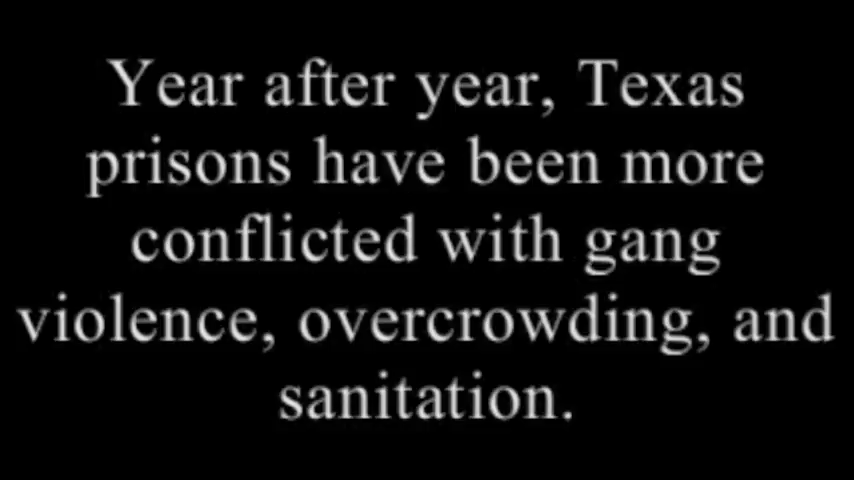 Year after year, Texas
prisons have been more
conflicted with gang
violence, overcrowding, and
sanitation.